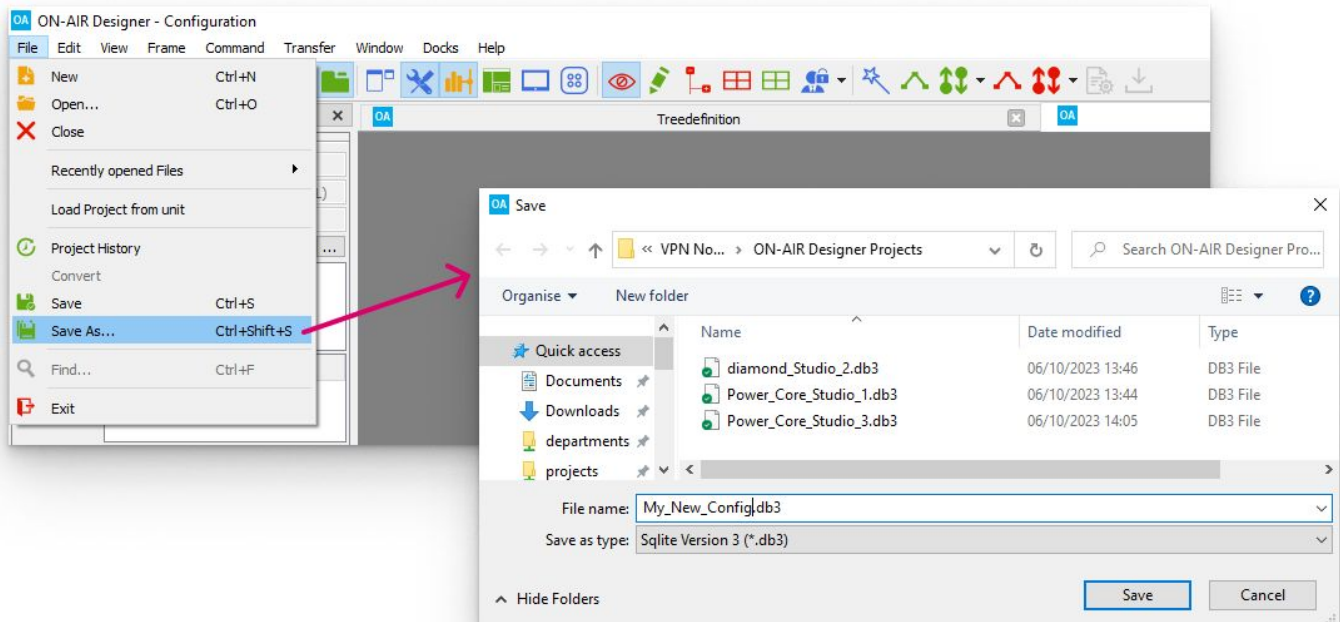 OA ON-AIR Designer - Configuration
File Edit View Frame Command Transfer Window Docks Help
New Ctrl+N
Open... Ctrl+O
Close
Recently opened Files
Load Project from unit
Project History
Convert
Save Ctrl+S
Save As... Ctrl+Shift+S
Find... Ctrl+F
Exit
OA Treedefinition OA
...
OA Save
« VPN No... › ON-AIR Designer Projects
Search ON-AIR Designer Pro...
Organise New folder
?
Quick access
Documents
Downloads
departments
projects
Name Date modified Type
diamond_Studio_2.db3 06/10/2023 13:46 DB3 File
Power_Core_Studio_1.db3 06/10/2023 13:44 DB3 File
Power_Core_Studio_3.db3 06/10/2023 14:05 DB3 File
File name: My_New_Config.db3
Save as type: Sqlite Version 3 (*.db3)
Hide Folders
Save Cancel